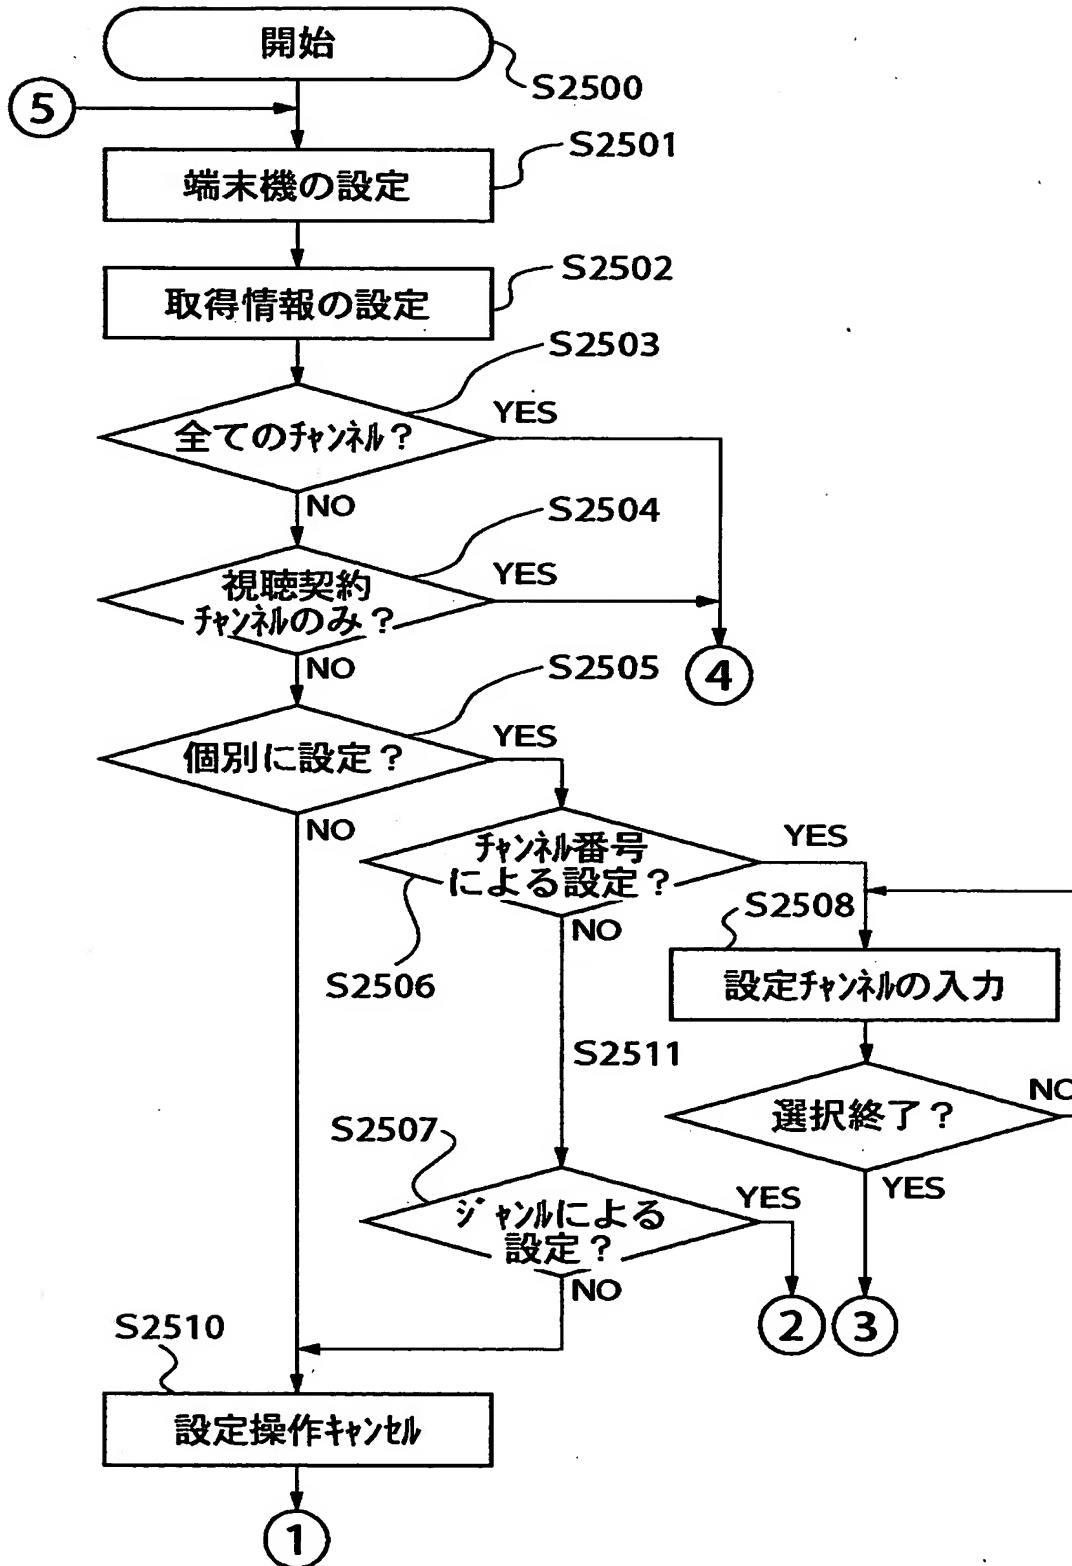 開始
S2500
5
S2501
端末機の設定
S2502
取得情報の設定
S2503
全てのチャンネル?
YES
NO
S2504
視聴契約
チャンネルのみ?
YES
NO
4
S2505
個別に設定?
YES
NO
チャンネル番号
による設定?
YES
NO
S2506
S2508
設定チャンネルの入力
S2511
選択終了?
NO
YES
S2507
ジャンルによる
設定?
YES
NO
2
3
S2510
設定操作キャンセル
1